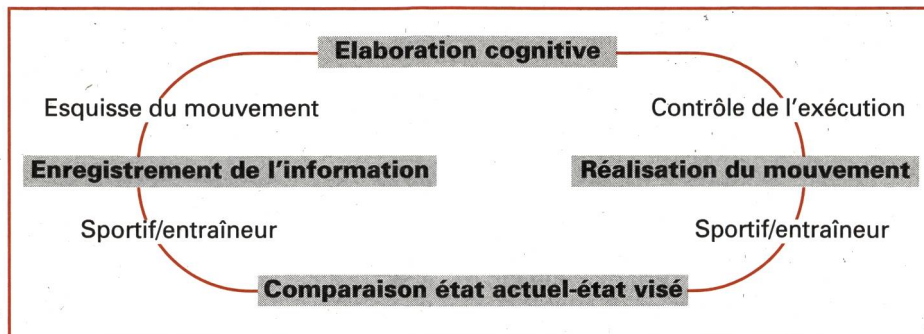 Elaboration cognitive
Esquisse du mouvement
Contrôle de l'exécution
Enregistrement de l'information
Réalisation du mouvement
Sportif/entraîneur
Sportif/entraîneur
Comparaison état actuel-état visé